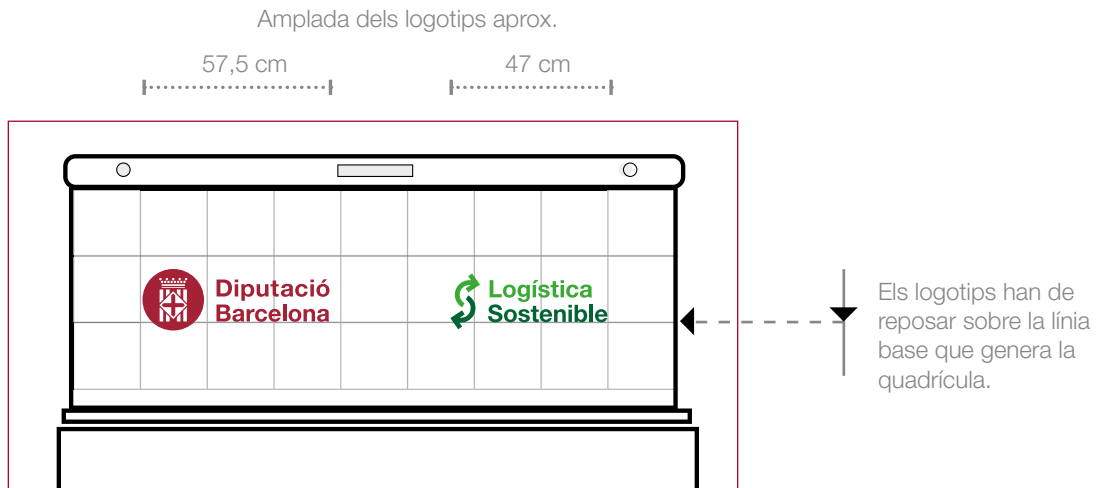 Amplada dels logotips aprox.
57,5 cm
47 cm
Diputació
Barcelona
Logística
Sostenible
Els logotips han de
reposar sobre la línia
base que genera la
quadrícula.